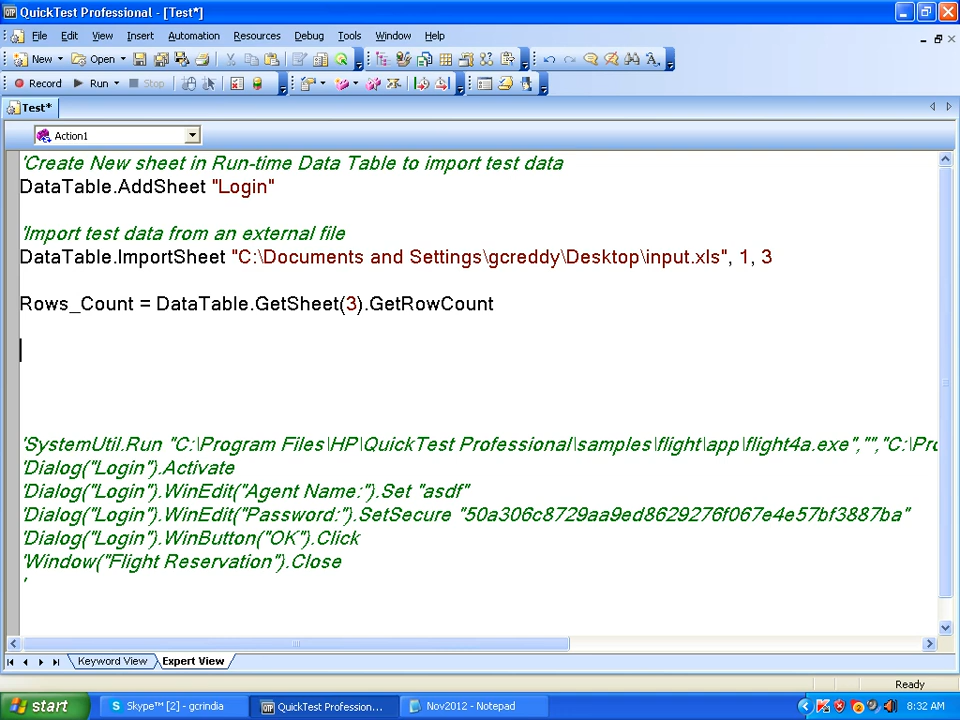 QuickTest Professional - [Test*]
File Edit View Insert Automation Resources Debug Tools Window Help
New Open
Record Run Stop
Test*
Action1
'Create New sheet in Run-time Data Table to import test data
DataTable.AddSheet "Login"
'Import test data from an external file
DataTable.ImportSheet "C:\Documents and Settings\gcreddy\Desktop\input.xls", 1, 3
Rows_Count = DataTable.GetSheet(3).GetRowCount
'SystemUtil.Run "C:\Program Files\HP\QuickTest Professional\samples\flight\app\flight4a.exe","","C:\Pro
'Dialog("Login").Activate
'Dialog("Login").WinEdit("Agent Name:").Set "asdf"
'Dialog("Login").WinEdit("Password:").SetSecure "50a306c8729aa9ed8629276f067e4e57bf3887ba"
'Dialog("Login").WinButton("OK").Click
'Window("Flight Reservation").Close
'
Keyword View Expert View
Ready
start Skype™ [2] - gcrindia QuickTest Profession... Nov2012 - Notepad 8:32 AM